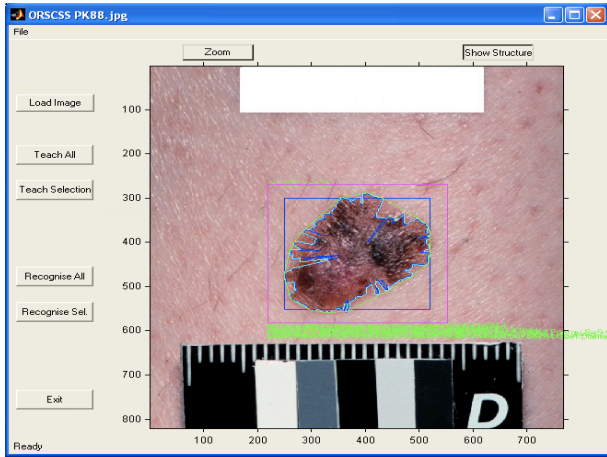 ORSCSS PK88.jpg
File
Zoom
Show Structure
Load Image
Teach All
Teach Selection
Recognise All
Recognise Sel.
Exit
100
200
300
400
500
600
700
800
D
100 200 300 400 500 600 700
Ready